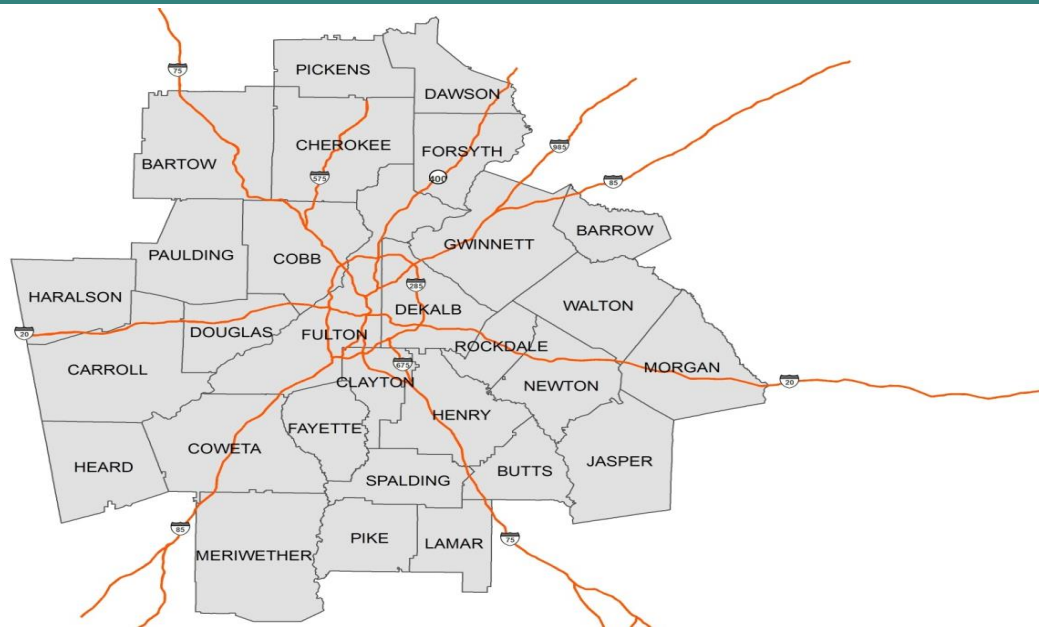 75
PICKENS
DAWSON
CHEROKEE
FORSYTH
985
BARTOW
575
400
85
BARROW
GWINNETT
PAULDING
COBB
285
HARALSON
WALTON
DEKALB
20
DOUGLAS
FULTON
ROCKDALE
675
CARROLL
MORGAN
CLAYTON
20
NEWTON
HENRY
FAYETTE
COWETA
JASPER
HEARD
BUTTS
SPALDING
85
PIKE
75
LAMAR
MERIWETHER